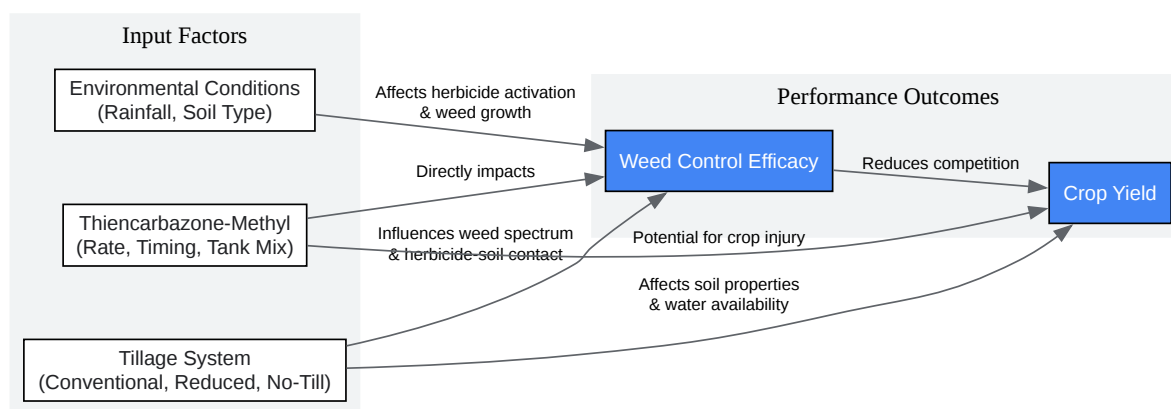 Input Factors
Environmental Conditions
(Rainfall, Soil Type)
Affects herbicide activation
& weed growth
Performance Outcomes
Weed Control Efficacy
Reduces competition
Crop Yield
Directly impacts
Thiencarbazone-Methyl
(Rate, Timing, Tank Mix)
Influences weed spectrum
& herbicide-soil contact
Potential for crop injury
Affects soil properties
& water availability
Tillage System
(Conventional, Reduced, No-Till)